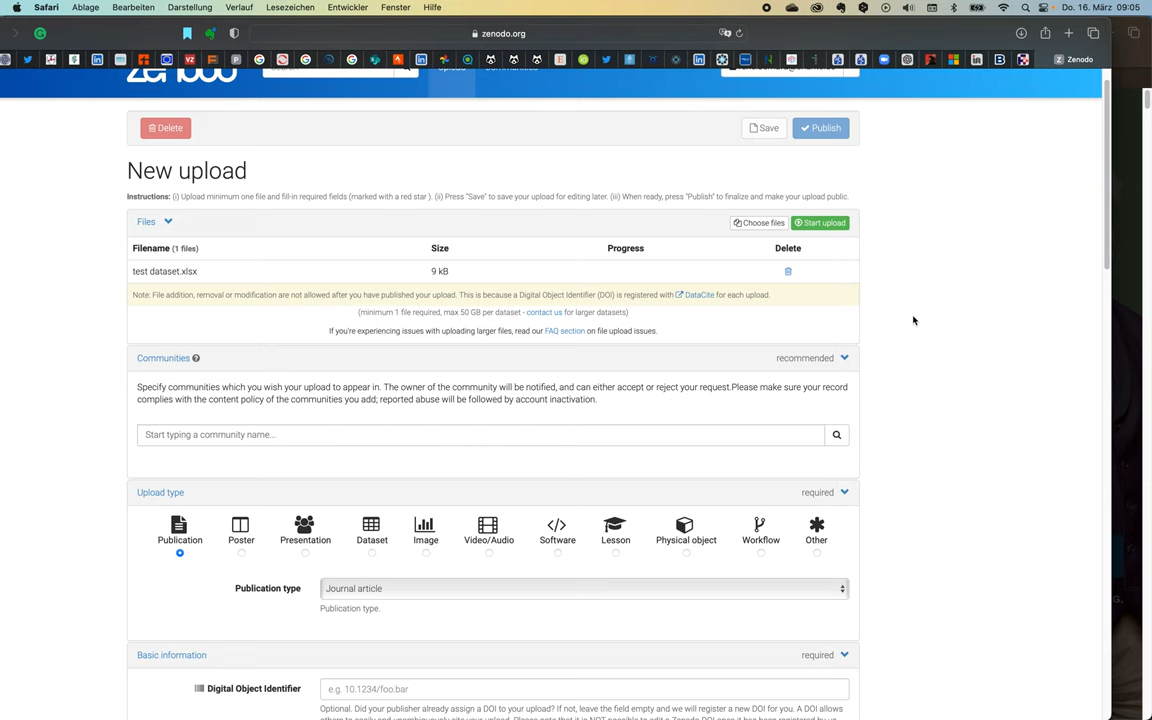 Safari Ablage Bearbeiten Darstellung Verlauf Lesezeichen Entwickler Fenster Hilfe Do. 16. März 09:05
zenodo.org
Zenodo
Delete Save Publish
New upload
Instructions: (i) Upload minimum one file and fill-in required fields (marked with a red star ). (ii) Press "Save" to save your upload for editing later. (iii) When ready, press "Publish" to finalize and make your upload public.
Files Choose files Start upload
Filename (1 files) Size Progress Delete
test dataset.xlsx 9 kB
Note: File addition, removal or modification are not allowed after you have published your upload. This is because a Digital Object Identifier (DOI) is registered with DataCite for each upload.
(minimum 1 file required, max 50 GB per dataset - contact us for larger datasets)
If you're experiencing issues with uploading larger files, read our FAQ section on file upload issues.
Communities recommended
Specify communities which you wish your upload to appear in. The owner of the community will be notified, and can either accept or reject your request.Please make sure your record
complies with the content policy of the communities you add; reported abuse will be followed by account inactivation.
Start typing a community name...
Upload type required
Publication Poster Presentation Dataset Image Video/Audio Software Lesson Physical object Workflow Other
Publication type Journal article
Publication type.
Basic information required
Digital Object Identifier e.g. 10.1234/foo.bar
Optional. Did your publisher already assign a DOI to your upload? If not, leave the field empty and we will register a new DOI for you. A DOI allows